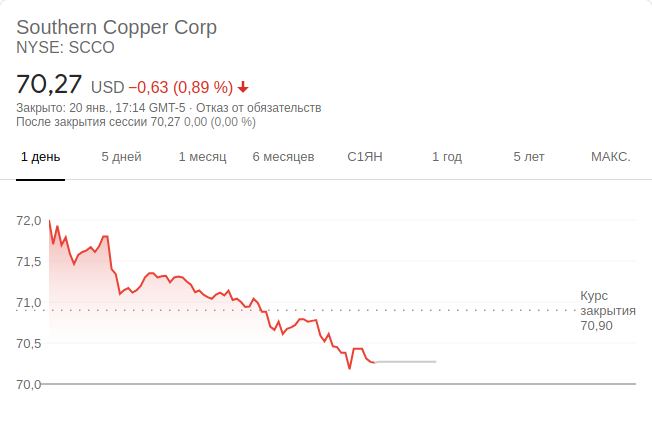 Southern Copper Corp
NYSE: SCCO
70,27 USD −0,63 (0,89 %)
Закрыто: 20 янв., 17:14 GMT-5 · Отказ от обязательств
После закрытия сессии 70,27 0,00 (0,00 %)
1 день 5 дней 1 месяц 6 месяцев С1ЯН 1 год 5 лет МАКС.
72,0
71,5
71,0
70,5
70,0
Курс
закрытия
70,90